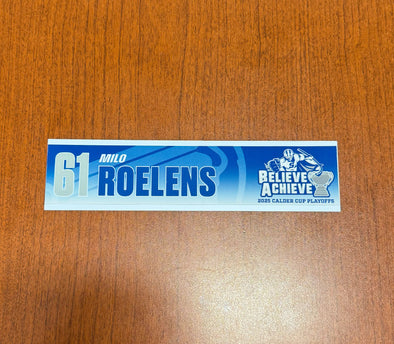 61 MILO
ROELENS
BELIEVE
ACHIEVE
2025 CALDER CUP PLAYOFFS